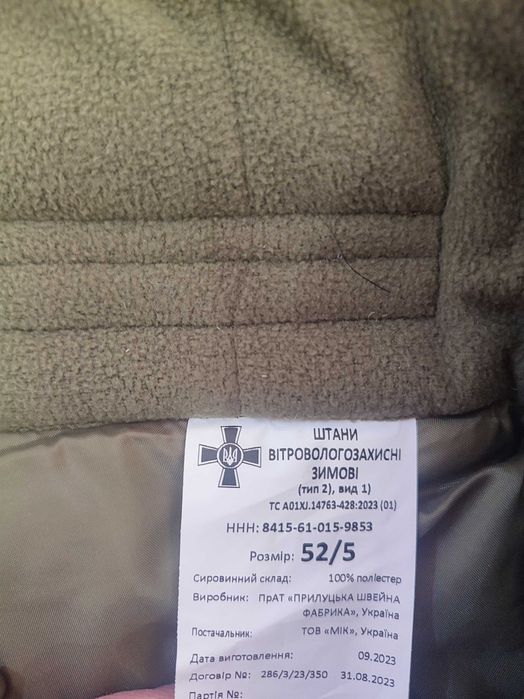 ШТАНИ
ВІТРОВОЛОГОЗАХИСНІ
ЗИМОВІ
(тип 2), вид 1)
ТС А01XJ.14763-428:2023 (01)
ННН: 8415-61-015-9853
Розмір: 52/5
Сировинний склад: 100% поліестер
Виробник: ПрАТ «ПРИЛУЦЬКА ШВЕЙНА
ФАБРИКА», Україна
Постачальник: ТОВ «МІК», Україна
Дата виготовлення: 09.2023
Договір №: 286/3/23/350 31.08.2023
Партія №: